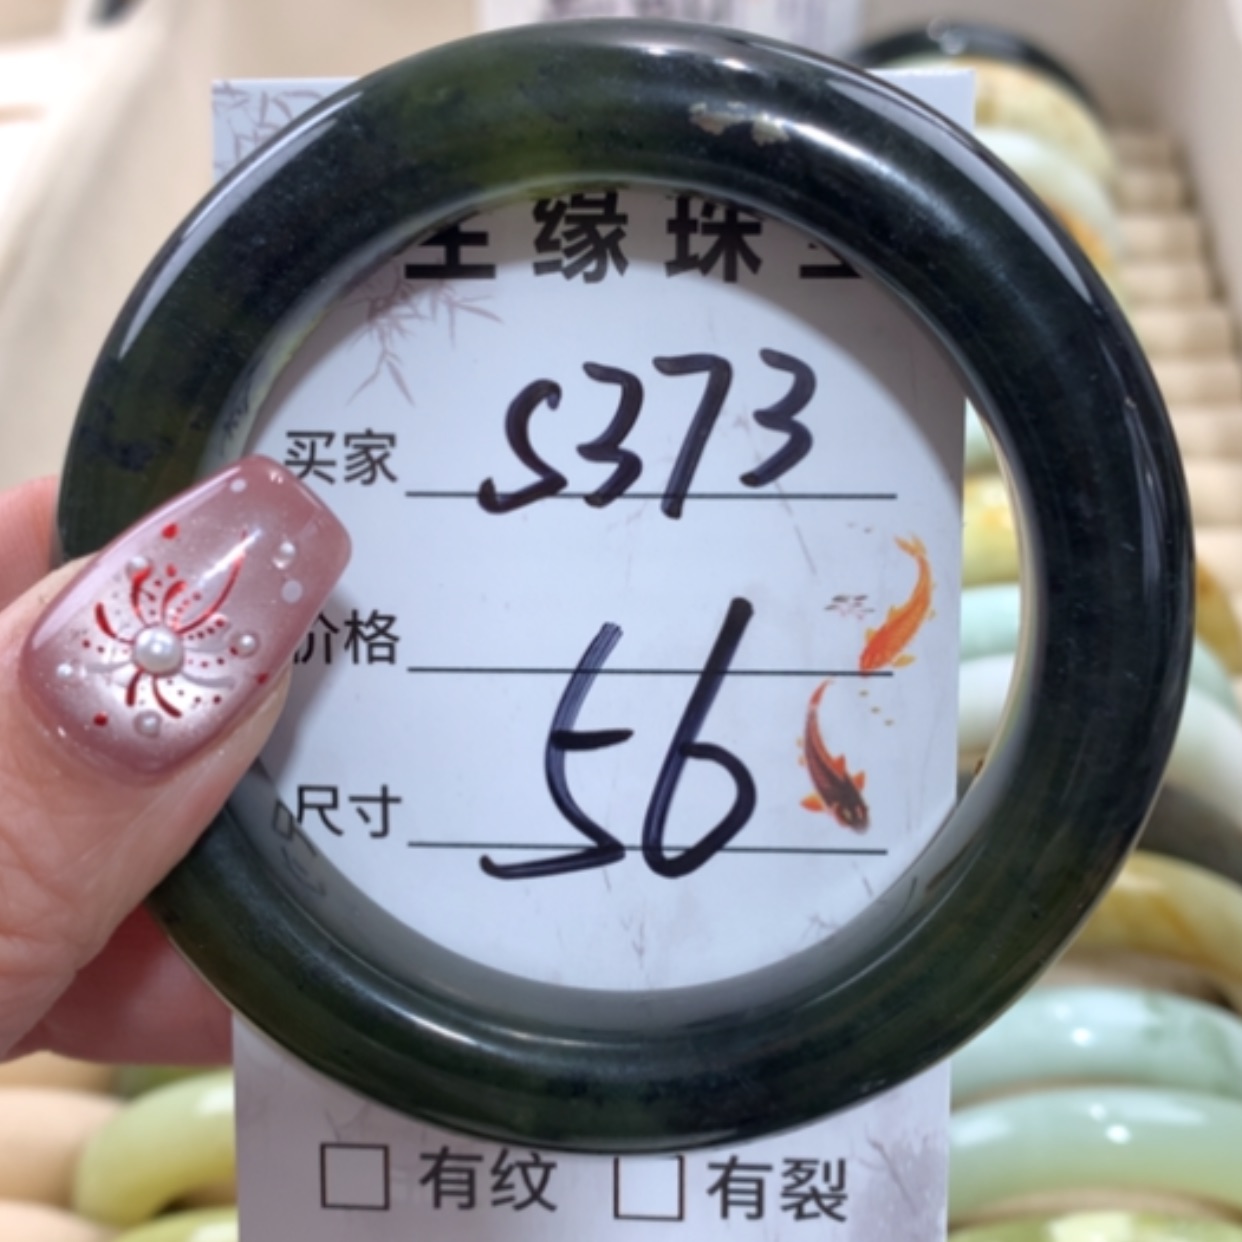 缘珠
买家 S373
价格
尺寸 56
有纹 有裂